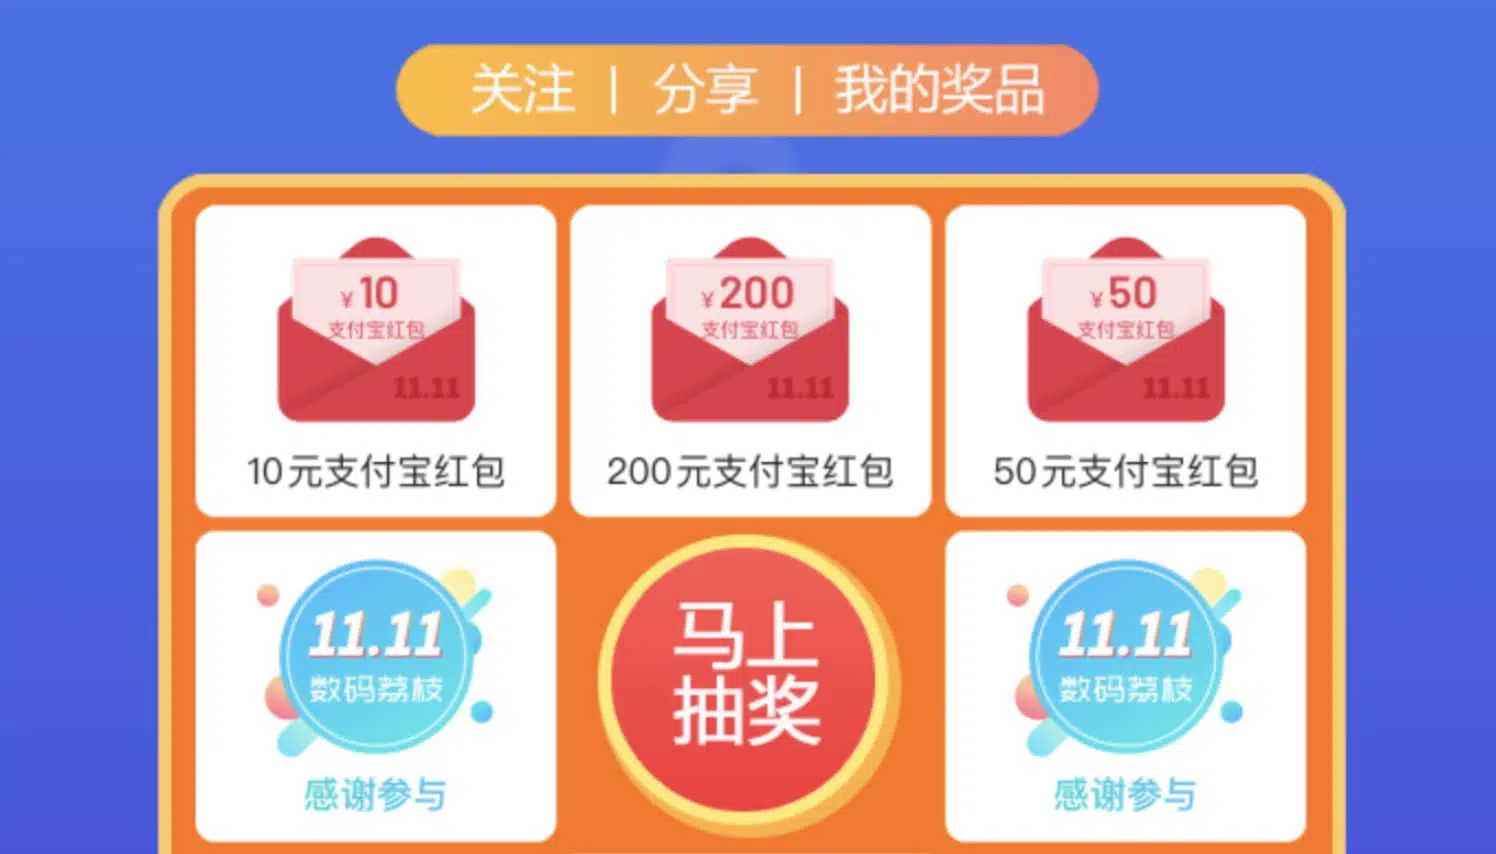 关注 | 分享 | 我的奖品
¥10
支付宝红包
11.11
10元支付宝红包
¥200
支付宝红包
11.11
200元支付宝红包
¥50
支付宝红包
11.11
50元支付宝红包
11.11
数码荔枝
感谢参与
马上
抽奖
11.11
数码荔枝
感谢参与